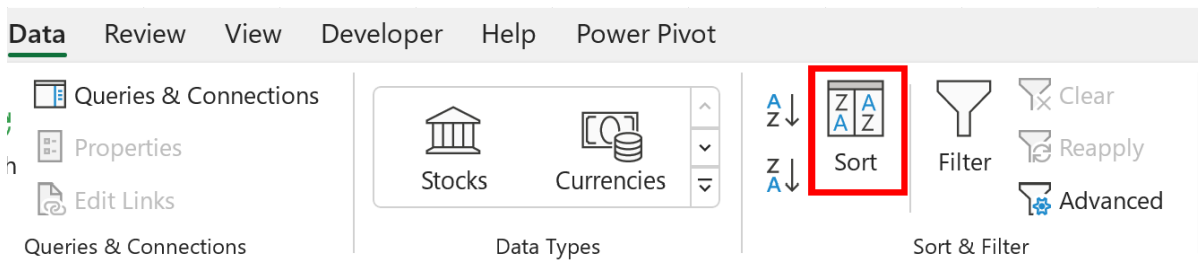 Data Review View Developer Help Power Pivot
Queries & Connections
Properties
Edit Links
Queries & Connections
Stocks Currencies
Data Types
A
Z
Z
A
Z A
A Z
Sort
Filter
Clear
Reapply
Advanced
Sort & Filter